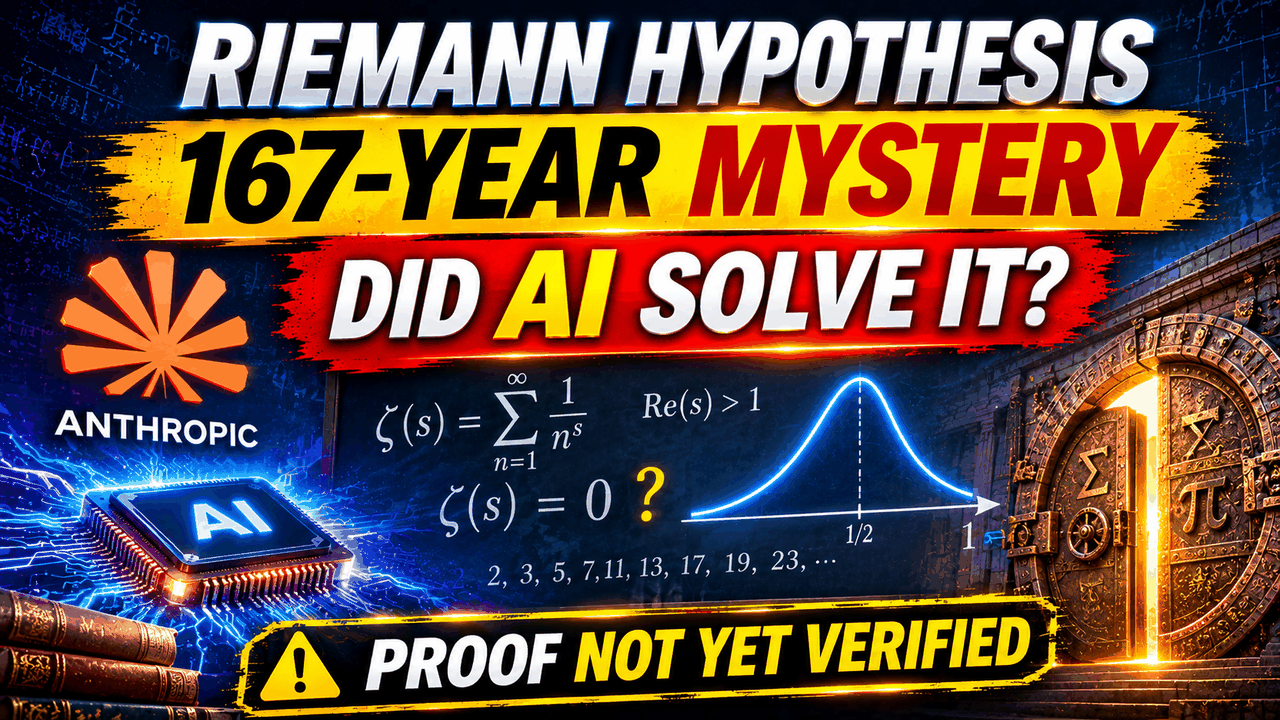 RIEMANN HYPOTHESIS
167-YEAR MYSTERY
DID AI SOLVE IT?
ANTHROPIC
AI
ζ(s) = ∞ ∑ n=1 1/nˢ Re(s) > 1
ζ(s) = 0 ?
1/2 1
2, 3, 5, 7, 11, 13, 17, 19, 23, ...
Σ Σ
π
PROOF NOT YET VERIFIED